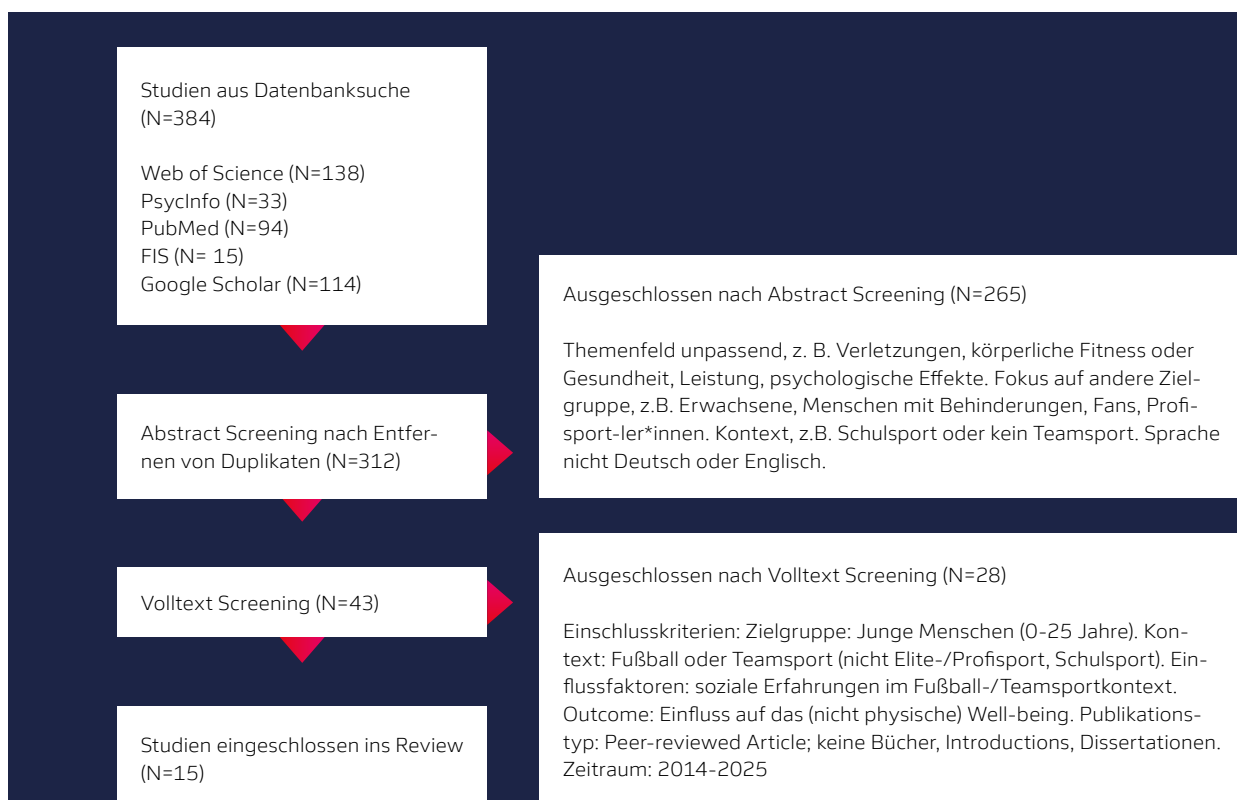 Studien aus Datenbanksuche
(N=384)
Web of Science (N=138)
PsycInfo (N=33)
PubMed (N=94)
FIS (N= 15)
Google Scholar (N=114)
Ausgeschlossen nach Abstract Screening (N=265)
Themenfeld unpassend, z. B. Verletzungen, körperliche Fitness oder
Gesundheit, Leistung, psychologische Effekte. Fokus auf andere Ziel-
gruppe, z.B. Erwachsene, Menschen mit Behinderungen, Fans, Profi-
sport-ler*innen. Kontext, z.B. Schulsport oder kein Teamsport. Sprache
nicht Deutsch oder Englisch.
Abstract Screening nach Entfer-
nen von Duplikaten (N=312)
Volltext Screening (N=43)
Ausgeschlossen nach Volltext Screening (N=28)
Einschlusskriterien: Zielgruppe: Junge Menschen (0-25 Jahre). Kon-
text: Fußball oder Teamsport (nicht Elite-/Profisport, Schulsport). Ein-
flussfaktoren: soziale Erfahrungen im Fußball-/Teamsportkontext.
Outcome: Einfluss auf das (nicht physische) Well-being. Publikations-
typ: Peer-reviewed Article; keine Bücher, Introductions, Dissertationen.
Zeitraum: 2014-2025
Studien eingeschlossen ins Review
(N=15)